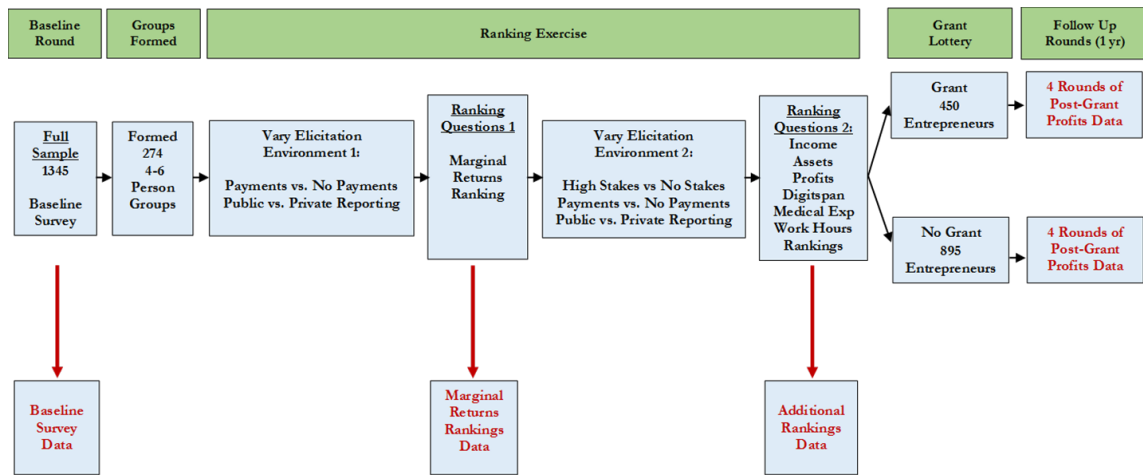 Baseline
Round
Groups
Formed
Ranking Exercise
Grant
Lottery
Follow Up
Rounds (1 yr)
Full
Sample
1345
Baseline
Survey
Formed
274
4-6
Person
Groups
Vary Elicitation
Environment 1:
Payments vs. No Payments
Public vs. Private Reporting
Ranking
Questions 1
Marginal
Returns
Ranking
Vary Elicitation
Environment 2:
High Stakes vs No Stakes
Payments vs. No Payments
Public vs. Private Reporting
Ranking
Questions 2:
Income
Assets
Profits
Digitspan
Medical Exp
Work Hours
Rankings
Grant
450
Entrepreneurs
4 Rounds of
Post-Grant
Profits Data
No Grant
895
Entrepreneurs
4 Rounds of
Post-Grant
Profits Data
Baseline
Survey
Data
Marginal
Returns
Rankings
Data
Additional
Rankings
Data